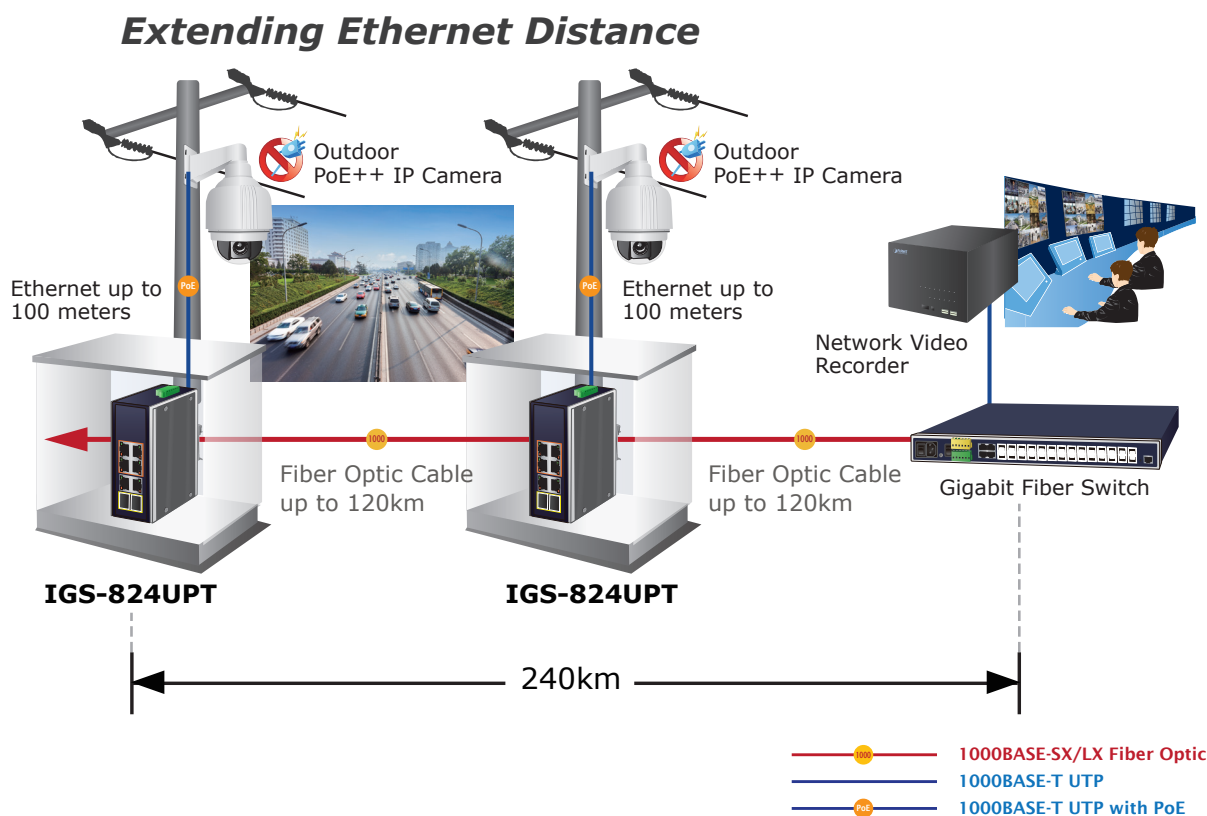 Extending Ethernet Distance
Outdoor
PoE++ IP Camera
Outdoor
PoE++ IP Camera
Ethernet up to
100 meters
PoE
PoE
Ethernet up to
100 meters
Network Video
Recorder
1000
1000
Fiber Optic Cable
up to 120km
Fiber Optic Cable
up to 120km
Gigabit Fiber Switch
IGS-824UPT
IGS-824UPT
240km
1000
1000BASE-SX/LX Fiber Optic
1000BASE-T UTP
PoE
1000BASE-T UTP with PoE